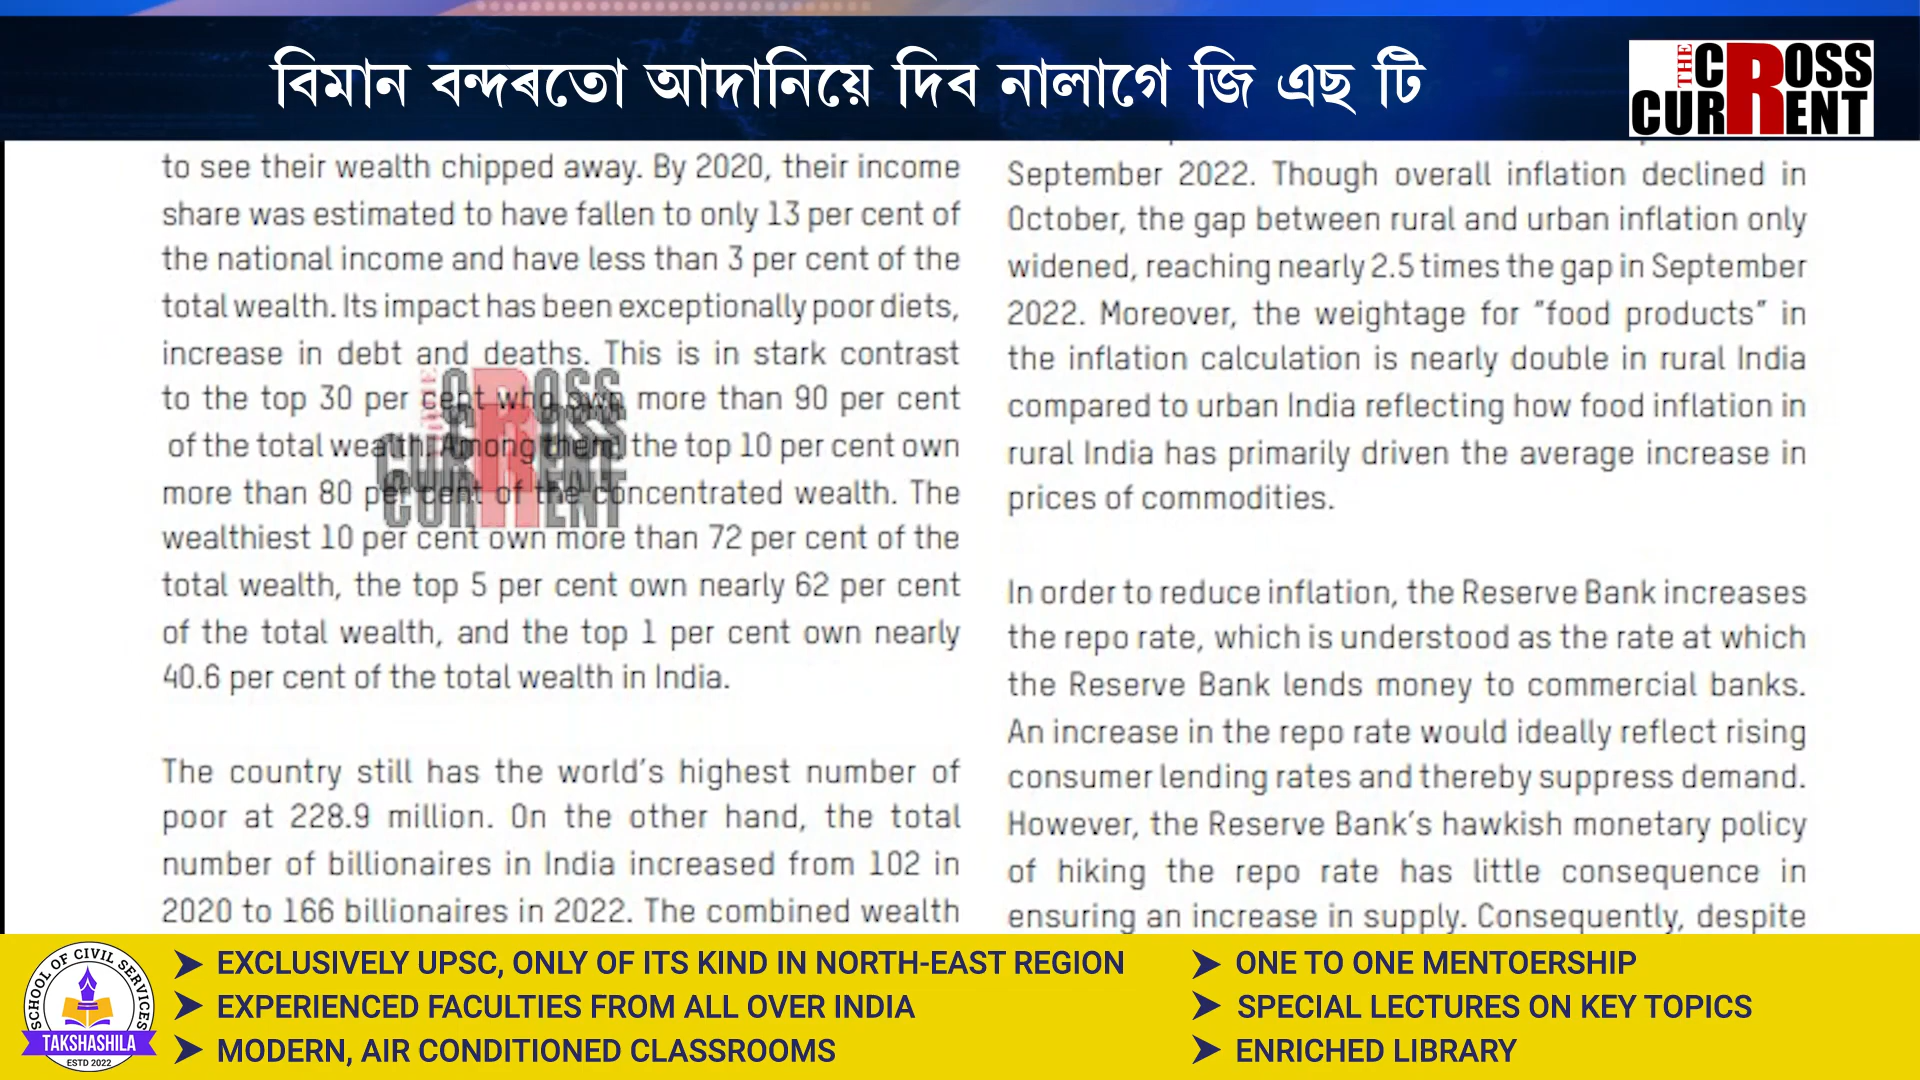 বিমান বন্দৰতো আদানিয়ে দিব নালাগে জি এছ টি
THE CROSS CURRENT
to see their wealth chipped away. By 2020, their income
share was estimated to have fallen to only 13 per cent of
the national income and have less than 3 per cent of the
total wealth. Its impact has been exceptionally poor diets,
increase in debt and deaths. This is in stark contrast
to the top 30 per cent who own more than 90 per cent
of the total wealth. Among them, the top 10 per cent own
more than 80 per cent of the concentrated wealth. The
wealthiest 10 per cent own more than 72 per cent of the
total wealth, the top 5 per cent own nearly 62 per cent
of the total wealth, and the top 1 per cent own nearly
40.6 per cent of the total wealth in India.
The country still has the world's highest number of
poor at 228.9 million. On the other hand, the total
number of billionaires in India increased from 102 in
2020 to 166 billionaires in 2022. The combined wealth
THE CROSS CURRENT
September 2022. Though overall inflation declined in
October, the gap between rural and urban inflation only
widened, reaching nearly 2.5 times the gap in September
2022. Moreover, the weightage for "food products" in
the inflation calculation is nearly double in rural India
compared to urban India reflecting how food inflation in
rural India has primarily driven the average increase in
prices of commodities.
In order to reduce inflation, the Reserve Bank increases
the repo rate, which is understood as the rate at which
the Reserve Bank lends money to commercial banks.
An increase in the repo rate would ideally reflect rising
consumer lending rates and thereby suppress demand.
However, the Reserve Bank's hawkish monetary policy
of hiking the repo rate has little consequence in
ensuring an increase in supply. Consequently, despite
SCHOOL OF CIVIL SERVICES
TAKSHASHILA
ESTD 2022
EXCLUSIVELY UPSC, ONLY OF ITS KIND IN NORTH-EAST REGION
EXPERIENCED FACULTIES FROM ALL OVER INDIA
MODERN, AIR CONDITIONED CLASSROOMS
ONE TO ONE MENTOERSHIP
SPECIAL LECTURES ON KEY TOPICS
ENRICHED LIBRARY